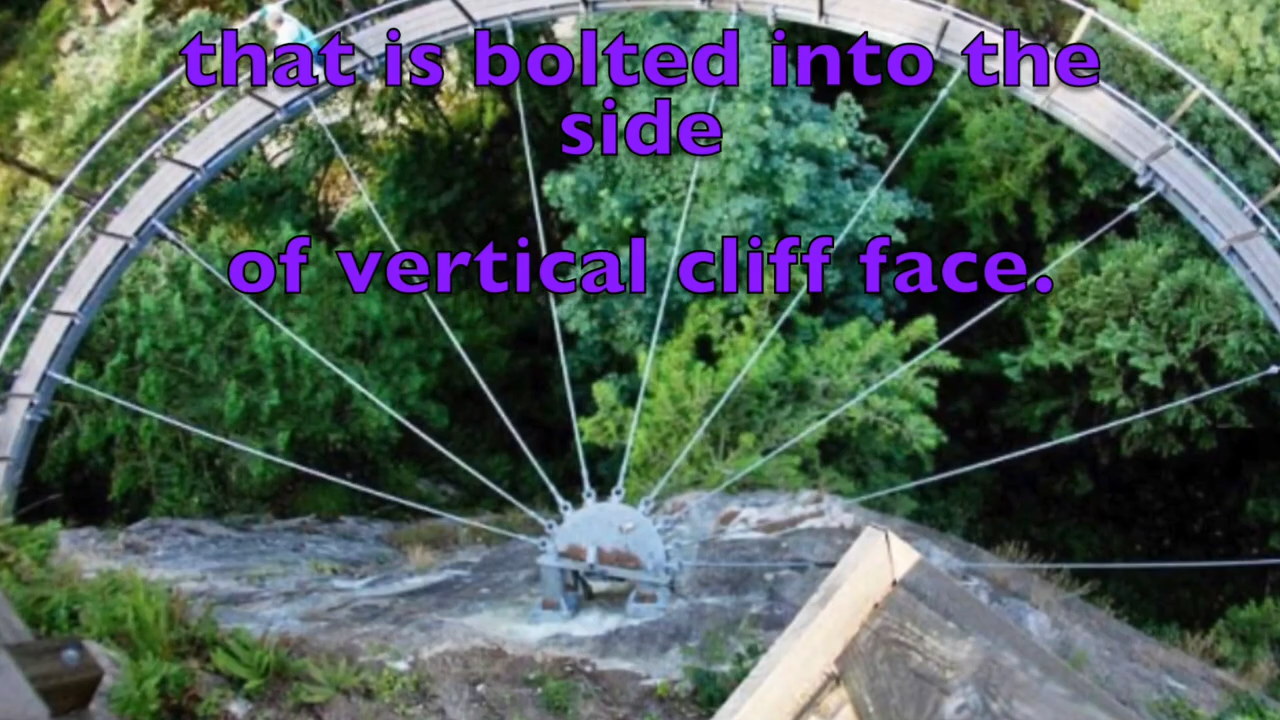 that is bolted into the
side
of vertical cliff face.